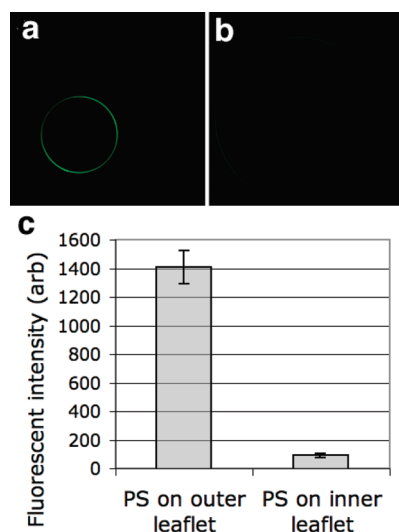 a
b
c
Fluorescent intensity (arb)
1600
1400
1200
1000
800
600
400
200
0
PS on outer
leaflet
PS on inner
leaflet